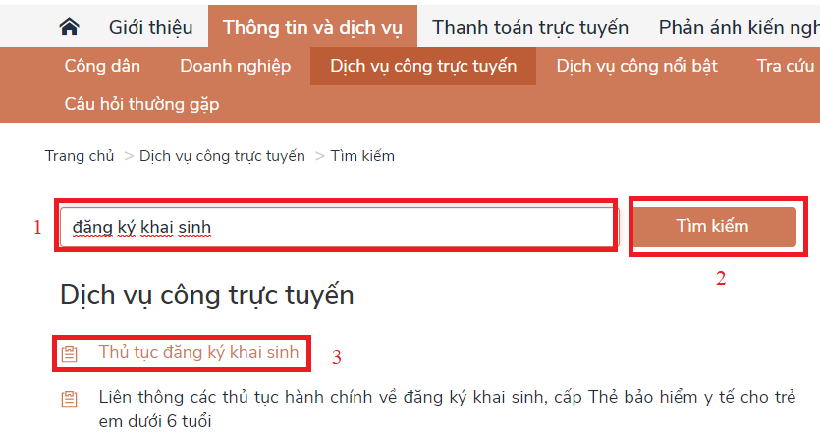 Giới thiệu Thông tin và dịch vụ Thanh toán trực tuyến Phản ánh kiến ngh
Công dân Doanh nghiệp Dịch vụ công trực tuyến Dịch vụ công nổi bật Tra cứu
Câu hỏi thường gặp
Trang chủ > Dịch vụ công trực tuyến > Tìm kiếm
1 đăng ký khai sinh Tìm kiếm
2
Dịch vụ công trực tuyến
Thủ tục đăng ký khai sinh 3
Liên thông các thủ tục hành chính về đăng ký khai sinh, cấp Thẻ bảo hiểm y tế cho trẻ
em dưới 6 tuổi